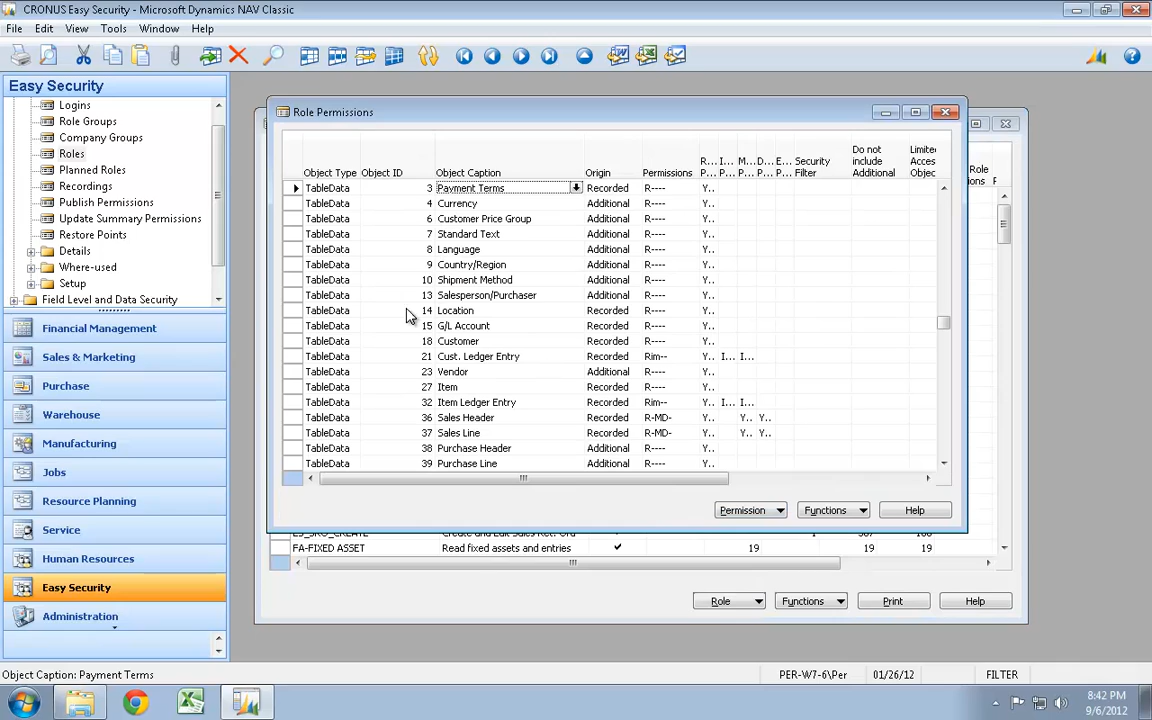 CRONUS Easy Security - Microsoft Dynamics NAV Classic
File Edit View Tools Window Help
Easy Security
Logins
Role Groups
Company Groups
Roles
Planned Roles
Recordings
Publish Permissions
Update Summary Permissions
Restore Points
Details
Where-used
Setup
Field Level and Data Security
Financial Management
Sales & Marketing
Purchase
Warehouse
Manufacturing
Jobs
Resource Planning
Service
Human Resources
Easy Security
Administration
Role Permissions
Object Type Object ID Object Caption Origin Permissions R... P.. I... P.. M... P.. D... P.. E... P.. Security Filter Do not include Additional Limite Acces Obje
TableData 3 Payment Terms Recorded R---- Y..
TableData 4 Currency Additional R---- Y..
TableData 6 Customer Price Group Additional R---- Y..
TableData 7 Standard Text Additional R---- Y..
TableData 8 Language Additional R---- Y..
TableData 9 Country/Region Additional R---- Y..
TableData 10 Shipment Method Additional R---- Y..
TableData 13 Salesperson/Purchaser Additional R---- Y..
TableData 14 Location Recorded R---- Y..
TableData 15 G/L Account Recorded R---- Y..
TableData 18 Customer Recorded R---- Y..
TableData 21 Cust. Ledger Entry Recorded Rim-- Y.. I... I...
TableData 23 Vendor Additional R---- Y..
TableData 27 Item Recorded R---- Y..
TableData 32 Item Ledger Entry Recorded Rim-- Y.. I... I...
TableData 36 Sales Header Recorded R-MD- Y.. Y.. Y..
TableData 37 Sales Line Recorded R-MD- Y.. Y.. Y..
TableData 38 Purchase Header Additional R---- Y..
TableData 39 Purchase Line Additional R---- Y..
Permission Functions Help
Role
FA-FIXED ASSET Read fixed assets and entries 19 19 19
Role Functions Print Help
Object Caption: Payment Terms PER-W7-6\Per 01/26/12 FILTER
8:42 PM
9/6/2012